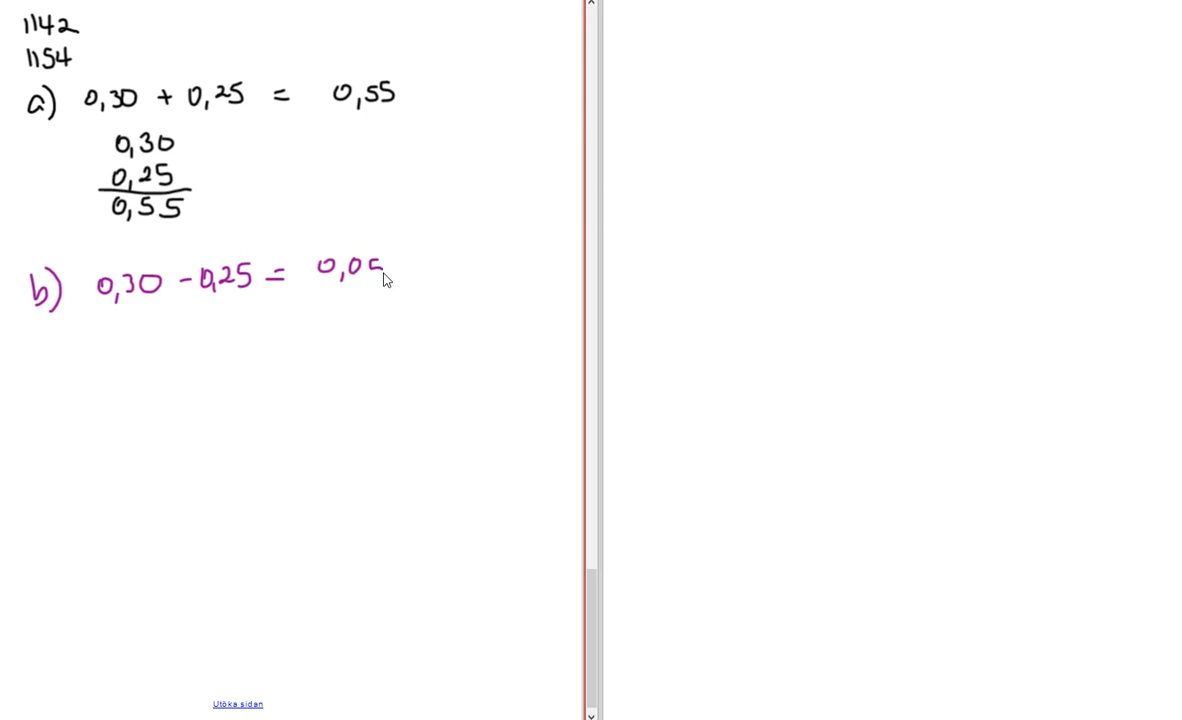 1142
1154
a) 0,30 + 0,25 = 0,55
0,30
0,25
0,55
b) 0,30 - 0,25 = 0,05
Utöka sidan